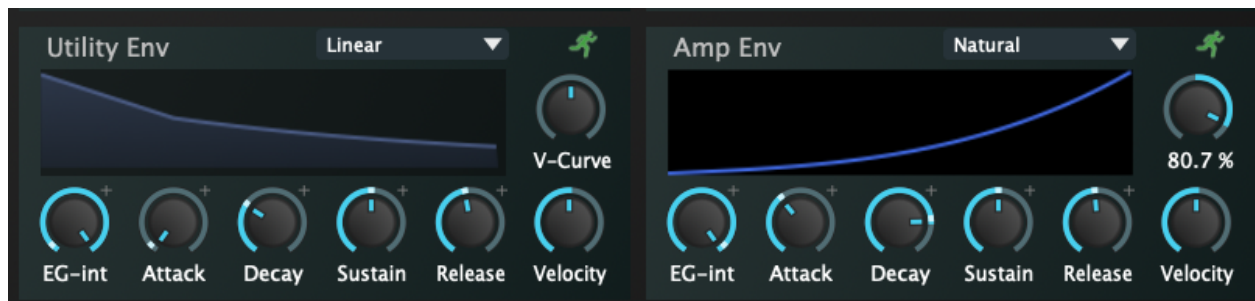 Utility Env Linear
V-Curve
EG-int Attack Decay Sustain Release Velocity
Amp Env Natural
80.7 %
EG-int Attack Decay Sustain Release Velocity